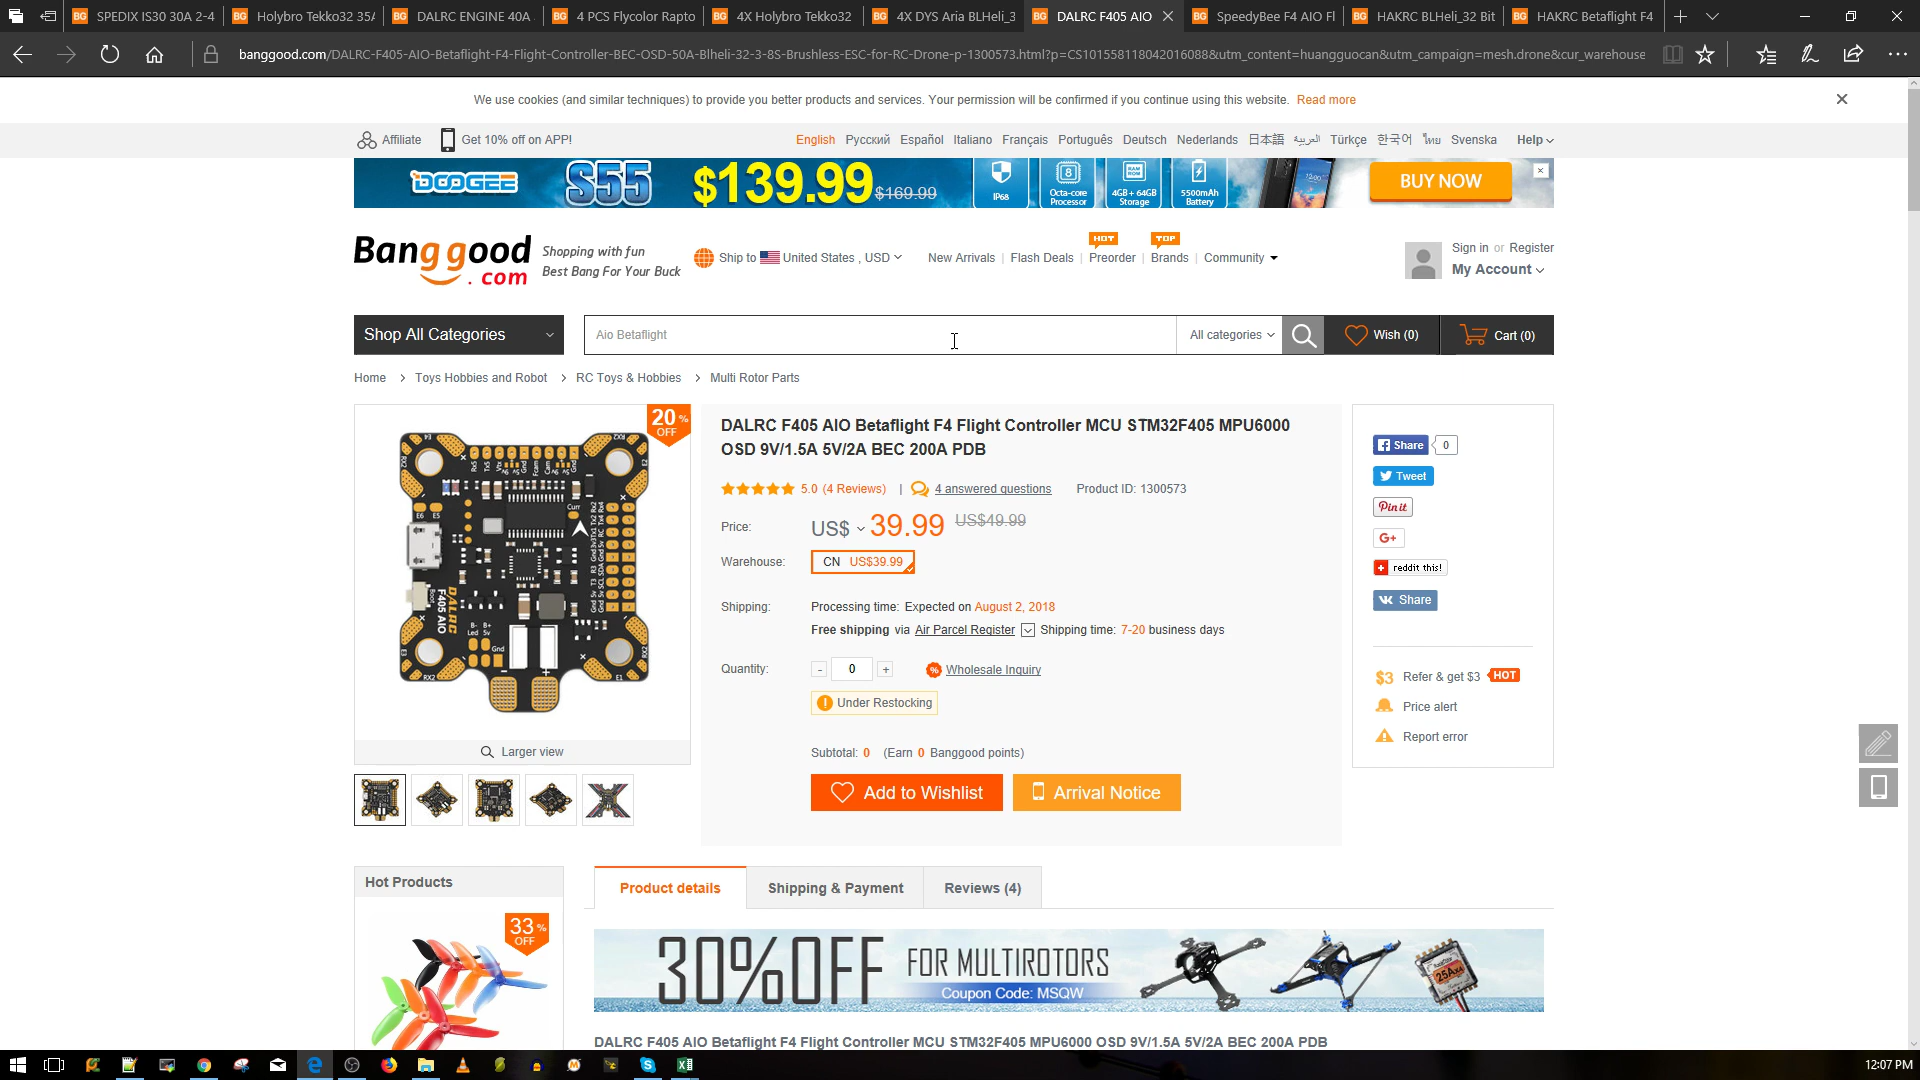 SPEDIX IS30 30A 2-4
Holybro Tekko32 35A
DALRC ENGINE 40A
4 PCS Flycolor Rapto
4X Holybro Tekko32
4X DYS Aria BLHeli_3
DALRC F405 AIO
SpeedyBee F4 AIO Fl
HAKRC BLHeli_32 Bit
HAKRC Betaflight F4
banggood.com/DALRC-F405-AIO-Betaflight-F4-Flight-Controller-BEC-OSD-50A-Blheli-32-3-8S-Brushless-ESC-for-RC-Drone-p-1300573.html?p=CS101558118042016088&utm_content=huangguocan&utm_campaign=mesh.drone&cur_warehouse
We use cookies (and similar techniques) to provide you better products and services. Your permission will be confirmed if you continue using this website. Read more
Affiliate
Get 10% off on APP!
English Русский Español Italiano Français Português Deutsch Nederlands 日本語 العربية Türkçe 한국어 ไทย Svenska Help
DOOGEE S55 $139.99 $169.99
IP68
Octa-core Processor
4GB + 64GB Storage
5500mAh Battery
BUY NOW
Banggood.com
Shopping with fun
Best Bang For Your Buck
Ship to United States , USD
HOT
TOP
New Arrivals | Flash Deals | Preorder | Brands | Community
Sign in or Register
My Account
Shop All Categories
Aio Betaflight
All categories
Wish (0)
Cart (0)
Home > Toys Hobbies and Robot > RC Toys & Hobbies > Multi Rotor Parts
20% OFF
DALRC F405 AIO
Larger view
DALRC F405 AIO Betaflight F4 Flight Controller MCU STM32F405 MPU6000
OSD 9V/1.5A 5V/2A BEC 200A PDB
5.0 (4 Reviews) | 4 answered questions Product ID: 1300573
Price: US$ 39.99 US$49.99
Warehouse: CN US$39.99
Shipping: Processing time: Expected on August 2, 2018
Free shipping via Air Parcel Register Shipping time: 7-20 business days
Quantity: - 0 + Wholesale Inquiry
Under Restocking
Subtotal: 0 (Earn 0 Banggood points)
Add to Wishlist
Arrival Notice
Share 0
Tweet
Pin it
G+
reddit this!
Share
$3 Refer & get $3 HOT
Price alert
Report error
Hot Products
33% OFF
Product details
Shipping & Payment
Reviews (4)
30%OFF FOR MULTIROTORS
Coupon Code: MSQW
25Ax4
DALRC F405 AIO Betaflight F4 Flight Controller MCU STM32F405 MPU6000 OSD 9V/1.5A 5V/2A BEC 200A PDB
12:07 PM